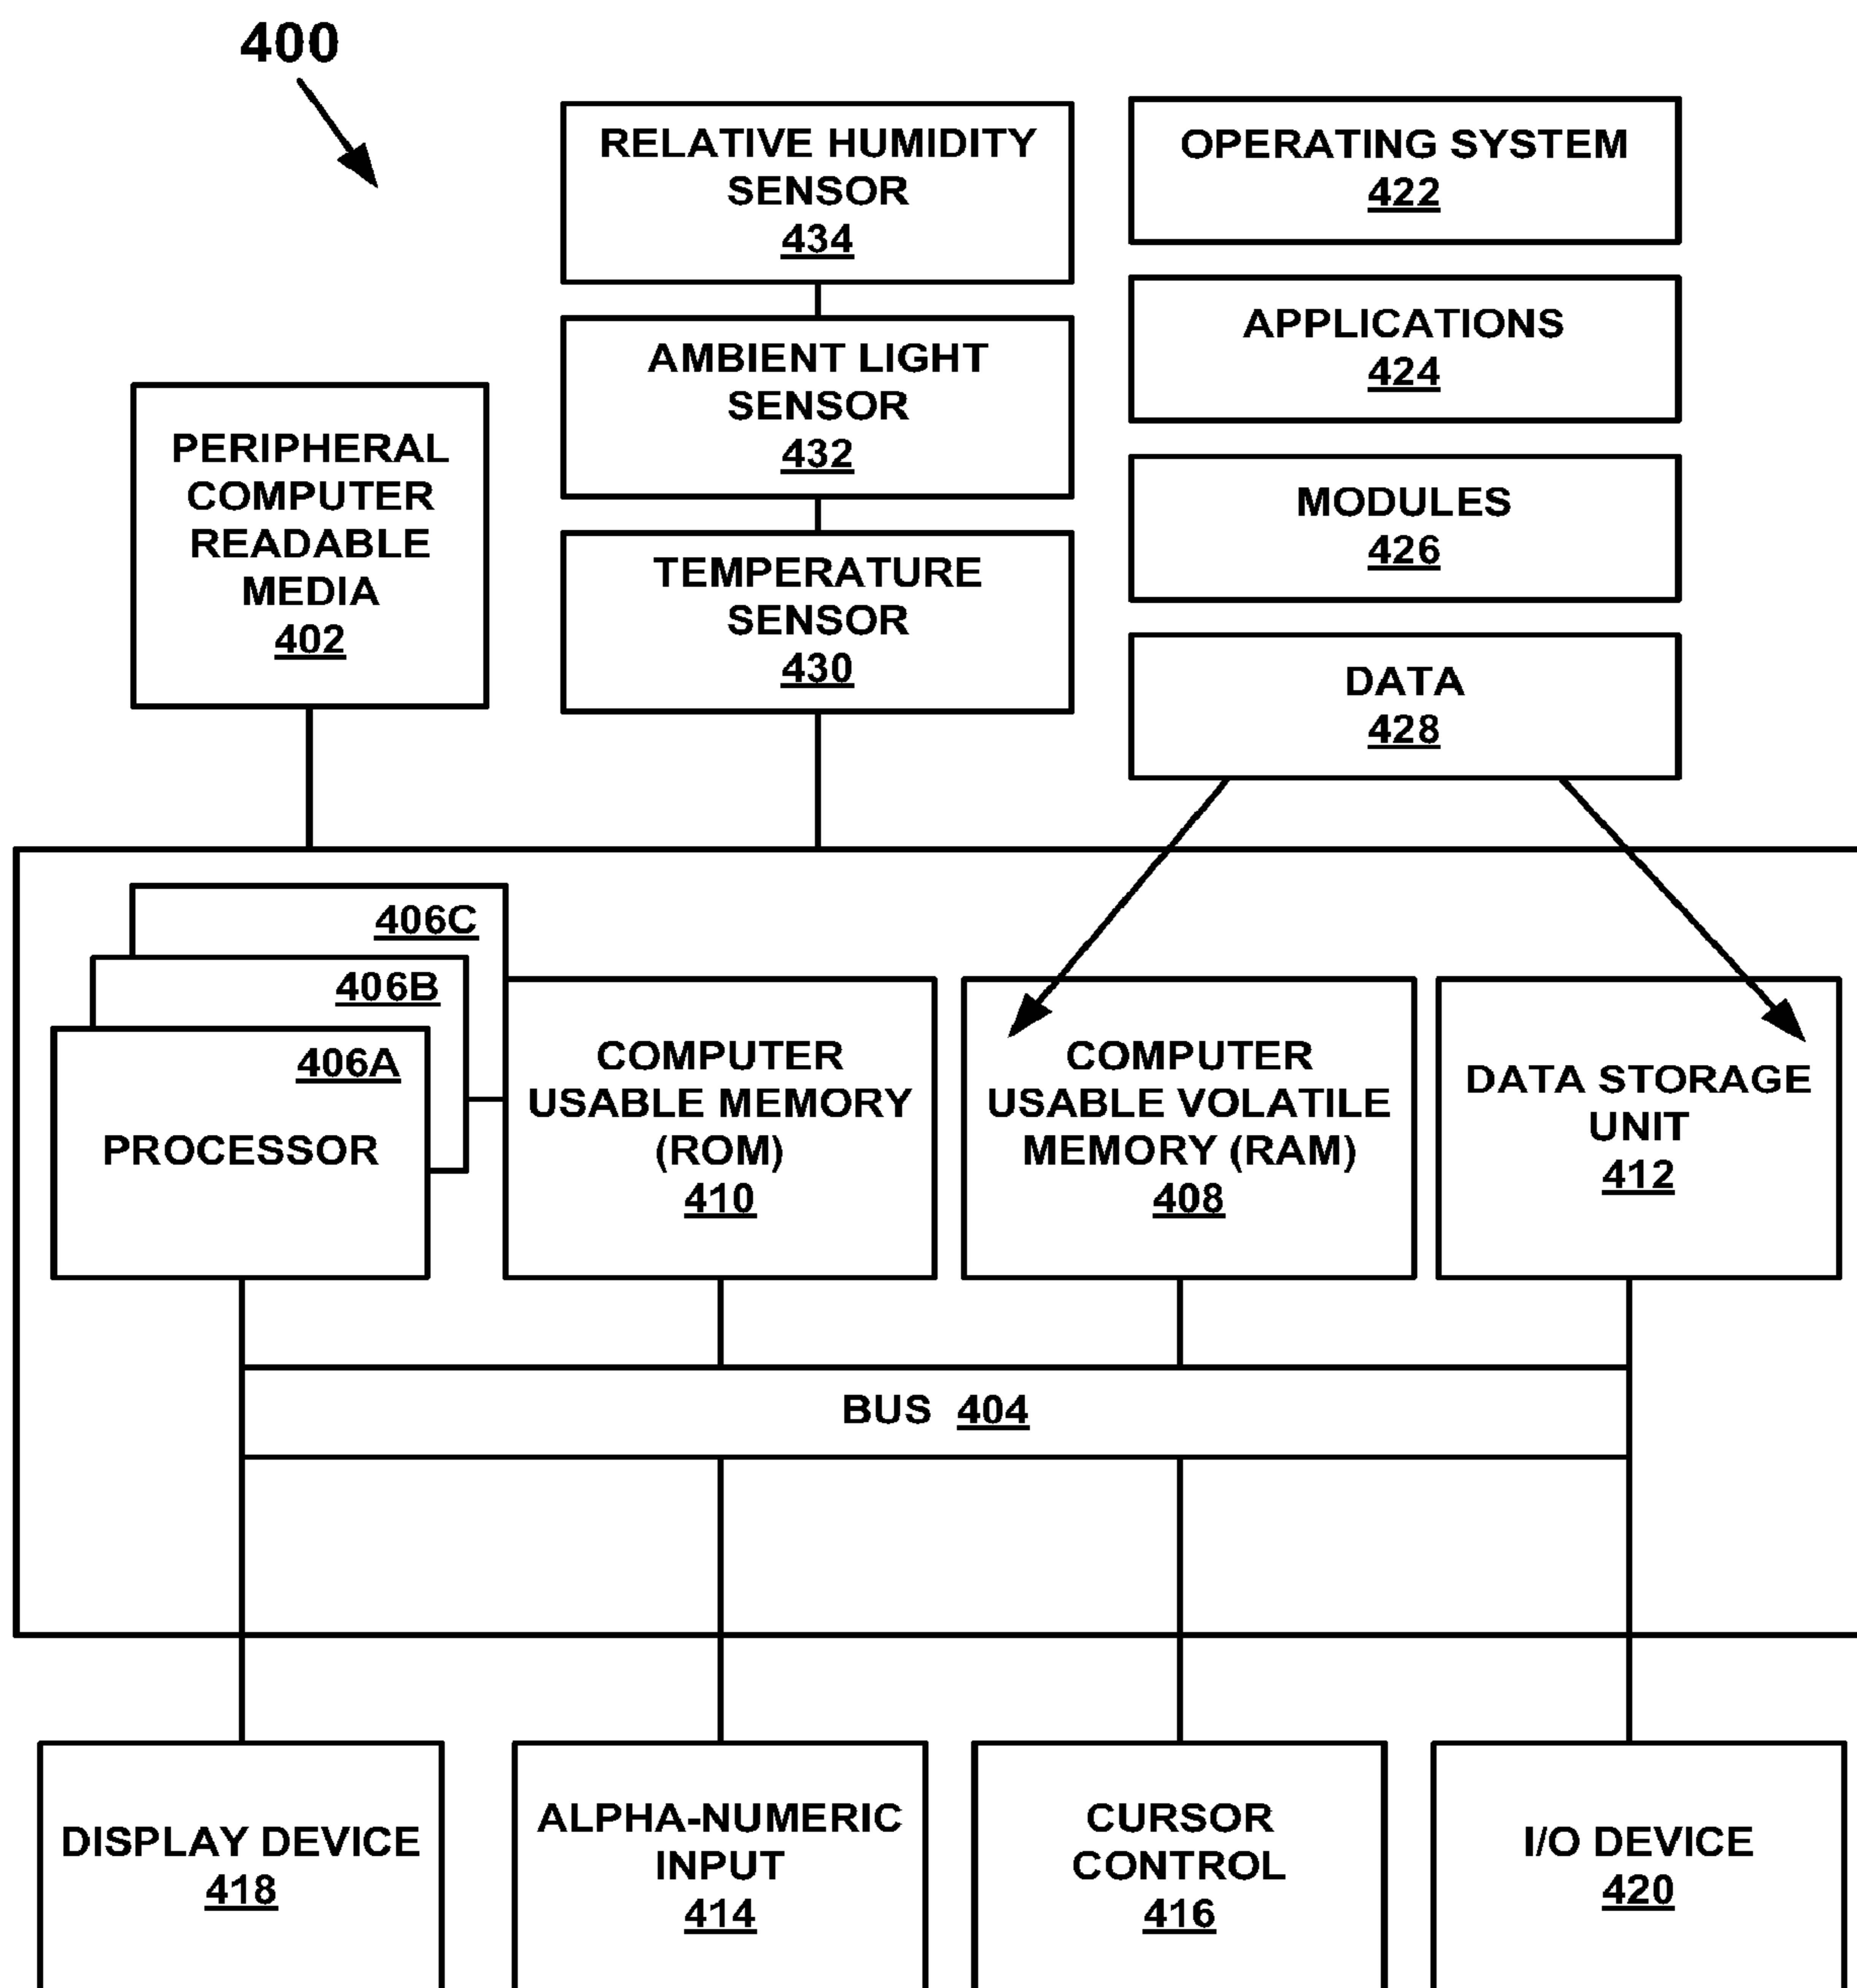 400
RELATIVE HUMIDITY
SENSOR
434
OPERATING SYSTEM
422
APPLICATIONS
424
AMBIENT LIGHT
SENSOR
432
PERIPHERAL
COMPUTER
READABLE
MEDIA
402
MODULES
426
TEMPERATURE
SENSOR
430
DATA
428
406C
406B
406A
PROCESSOR
COMPUTER
USABLE MEMORY
(ROM)
410
COMPUTER
USABLE VOLATILE
MEMORY (RAM)
408
DATA STORAGE
UNIT
412
BUS 404
DISPLAY DEVICE
418
ALPHA-NUMERIC
INPUT
414
CURSOR
CONTROL
416
I/O DEVICE
420